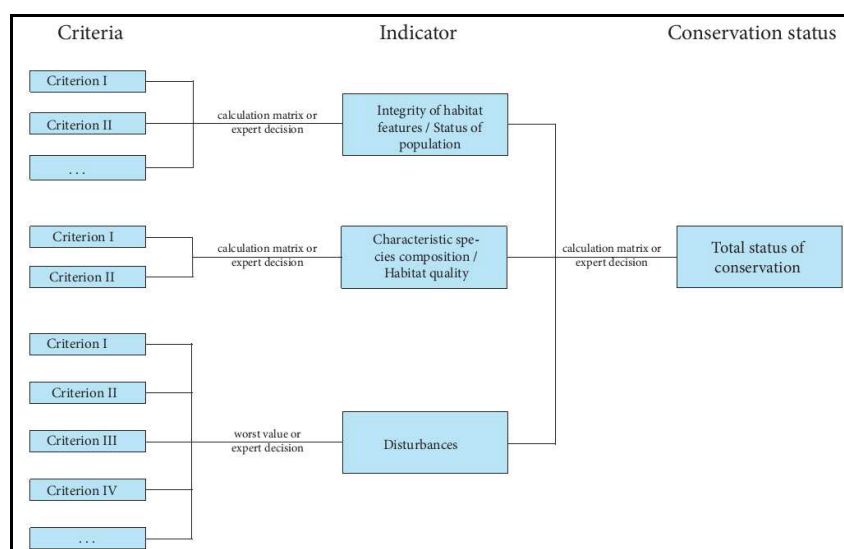 Criteria
Indicator
Conservation status
Criterion I
Criterion II
. . .
calculation matrix or
expert decision
Integrity of habitat
features / Status of
population
Criterion I
Criterion II
calculation matrix or
expert decision
Characteristic spe-
cies composition /
Habitat quality
calculation matrix or
expert decision
Total status of
conservation
Criterion I
Criterion II
Criterion III
Criterion IV
. . .
worst value or
expert decision
Disturbances